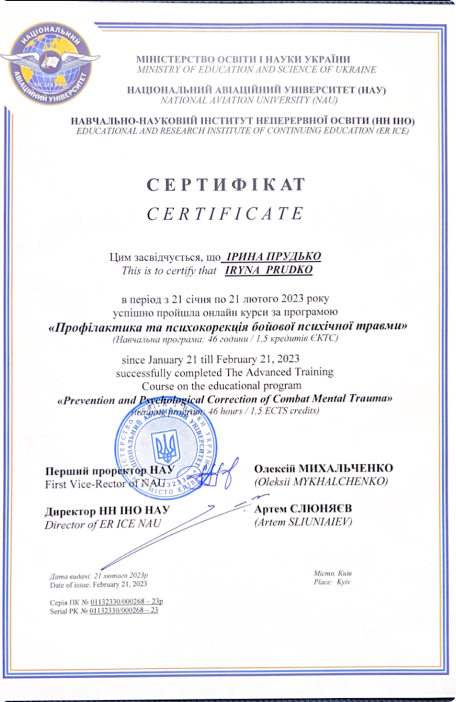 НАЦІОНАЛЬНИЙ
АВІАЦІЙНИЙ УНІВЕРСИТЕТ
МІНІСТЕРСТВО ОСВІТИ І НАУКИ УКРАЇНИ
MINISTRY OF EDUCATION AND SCIENCE OF UKRAINE
НАЦІОНАЛЬНИЙ АВІАЦІЙНИЙ УНІВЕРСИТЕТ (НАУ)
NATIONAL AVIATION UNIVERSITY (NAU)
НАВЧАЛЬНО-НАУКОВИЙ ІНСТИТУТ НЕПЕРЕРВНОЇ ОСВІТИ (НН ІНО)
EDUCATIONAL AND RESEARCH INSTITUTE OF CONTINUING EDUCATION (ER ICE)
СЕРТИФІКАТ
CERTIFICATE
Цим засвідчується, що ІРИНА ПРУДЬКО
This is to certify that IRYNA PRUDKO
в період з 21 січня по 21 лютого 2023 року
успішно пройшла онлайн курси за програмою
«Профілактика та психокорекція бойової психічної травми»
(Навчальна програма: 46 години / 1,5 кредитів ЄКТС)
since January 21 till February 21, 2023
successfully completed The Advanced Training
Course on the educational program
«Prevention and Psychological Correction of Combat Mental Trauma»
(training program: 46 hours / 1,5 ECTS credits)
Перший проректор НАУ Олексій МИХАЛЬЧЕНКО
First Vice-Rector of NAU (Oleksii MYKHALCHENKO)
Директор НН ІНО НАУ Артем СЛЮНЯЄВ
Director of ER ICE NAU (Artem SLIUNIAIEV)
Дата видачі: 21 лютого 2023р Місто. Київ
Date of issue: February 21, 2023 Place: Kyiv
Серія ПК № 01132330/000268 – 23р
Serial PK № 01132330/000268 – 23